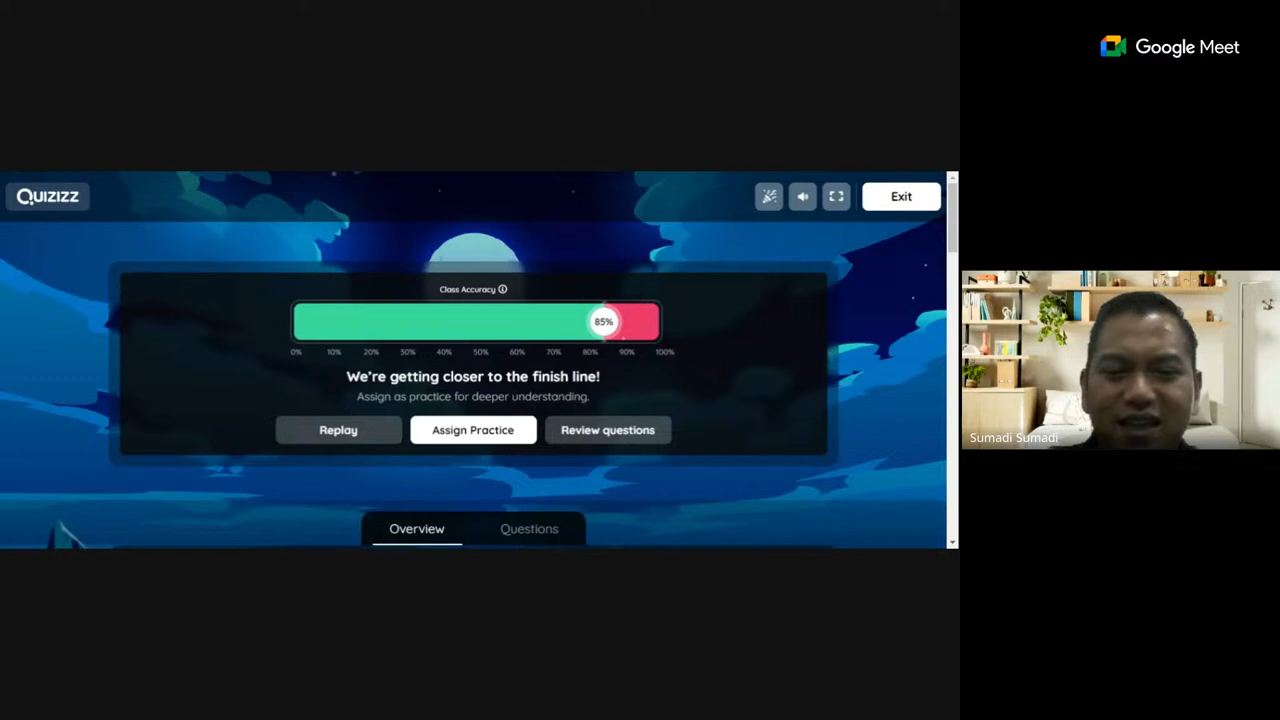 Google Meet
QUIZIZZ
Exit
Class Accuracy
85%
0% 10% 20% 30% 40% 50% 60% 70% 80% 90% 100%
We're getting closer to the finish line!
Assign as practice for deeper understanding.
Replay Assign Practice Review questions
Overview Questions
Sumadi Sumadi